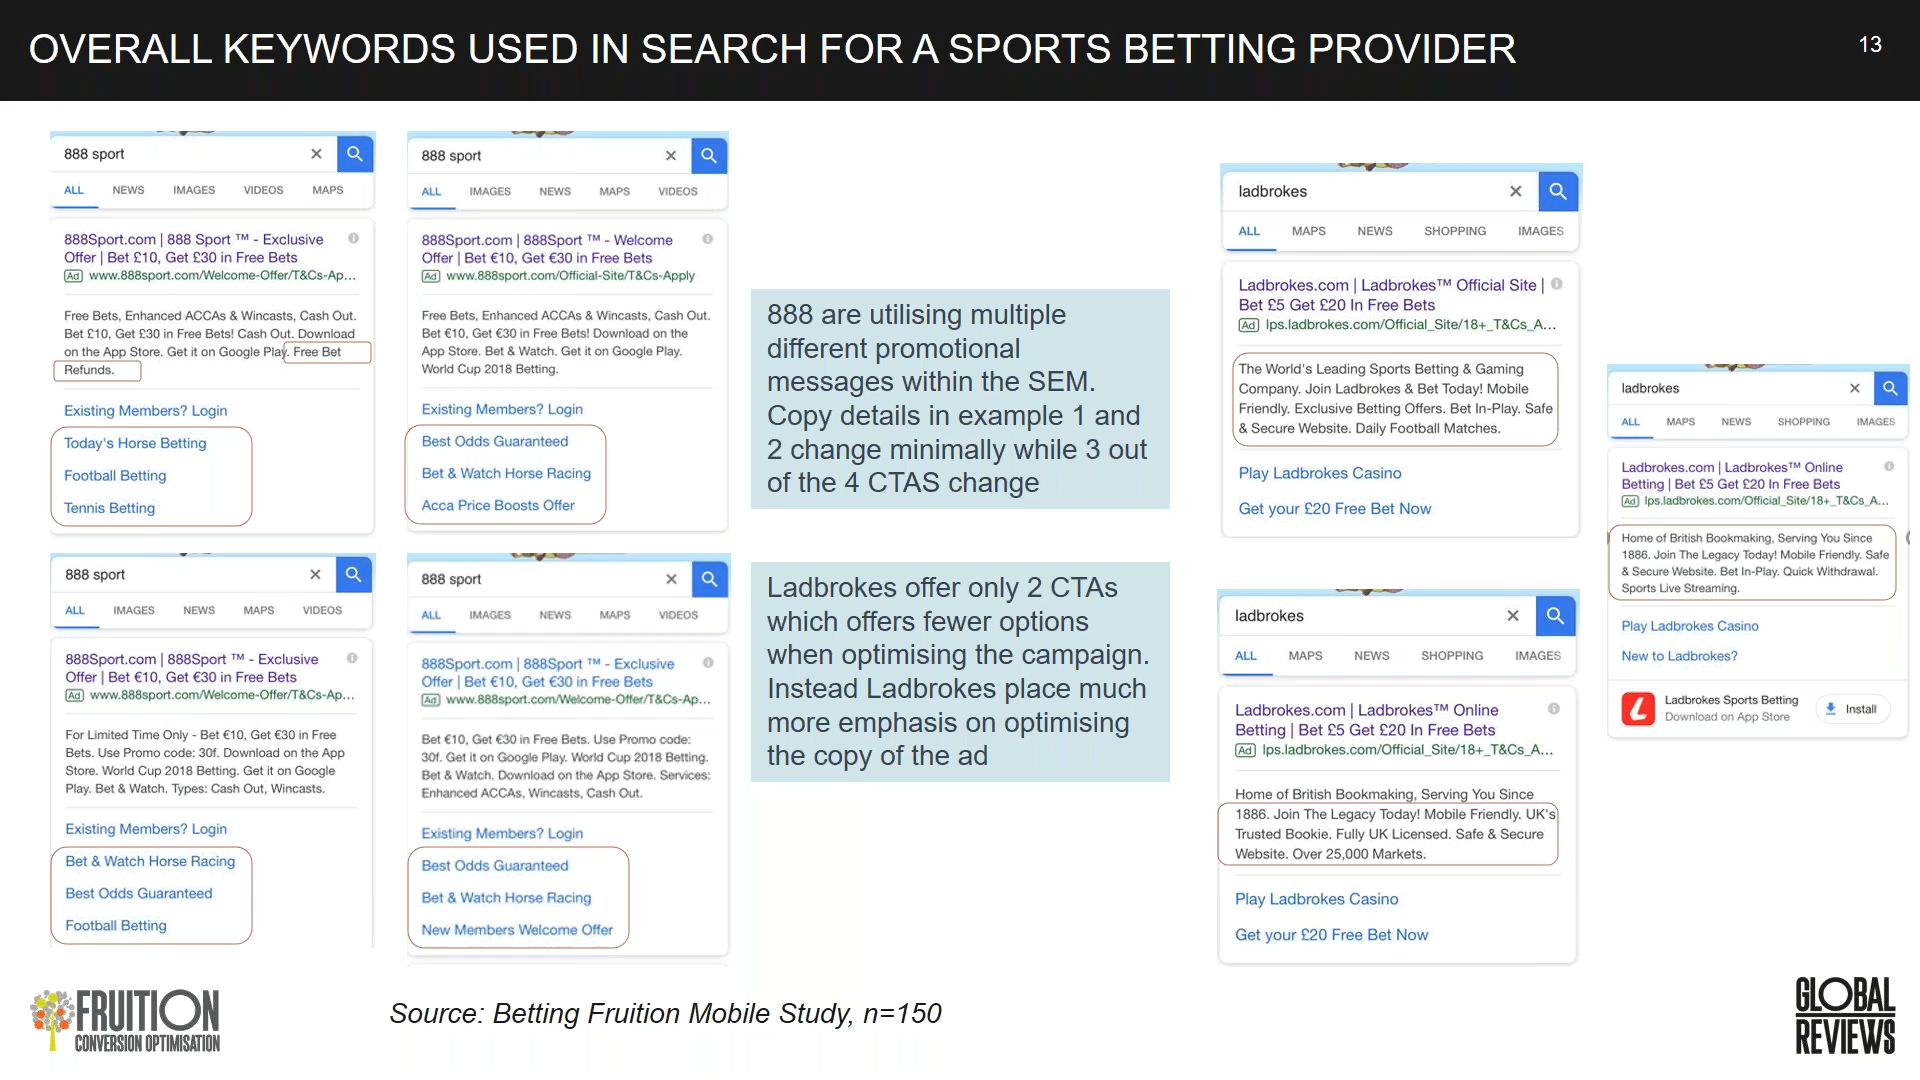 OVERALL KEYWORDS USED IN SEARCH FOR A SPORTS BETTING PROVIDER
13
888 sport
ALL NEWS IMAGES VIDEOS MAPS
888Sport.com | 888 Sport ™ - Exclusive
Offer | Bet £10, Get £30 in Free Bets
Ad www.888sport.com/Welcome-Offer/T&Cs-Ap...
Free Bets, Enhanced ACCAs & Wincasts, Cash Out.
Bet £10, Get £30 in Free Bets! Cash Out. Download
on the App Store. Get it on Google Play. Free Bet
Refunds.
Existing Members? Login
Today's Horse Betting
Football Betting
Tennis Betting
888 sport
ALL IMAGES NEWS MAPS VIDEOS
888Sport.com | 888Sport ™ - Welcome
Offer | Bet €10, Get €30 in Free Bets
Ad www.888sport.com/Official-Site/T&Cs-Apply
Free Bets, Enhanced ACCAs & Wincasts, Cash Out.
Bet €10, Get €30 in Free Bets! Download on the
App Store. Bet & Watch. Get it on Google Play.
World Cup 2018 Betting.
Existing Members? Login
Best Odds Guaranteed
Bet & Watch Horse Racing
Acca Price Boosts Offer
888 sport
ALL IMAGES NEWS MAPS VIDEOS
888Sport.com | 888Sport ™ - Exclusive
Offer | Bet €10, Get €30 in Free Bets
Ad www.888sport.com/Welcome-Offer/T&Cs-Ap...
For Limited Time Only - Bet €10, Get €30 in Free
Bets. Use Promo code: 30f. Download on the App
Store. World Cup 2018 Betting. Get it on Google
Play. Bet & Watch. Types: Cash Out, Wincasts.
Existing Members? Login
Bet & Watch Horse Racing
Best Odds Guaranteed
Football Betting
888 sport
ALL IMAGES NEWS MAPS VIDEOS
888Sport.com | 888Sport ™ - Exclusive
Offer | Bet €10, Get €30 in Free Bets
Ad www.888sport.com/Welcome-Offer/T&Cs-Ap...
Bet €10, Get €30 in Free Bets. Use Promo code:
30f. Get it on Google Play. World Cup 2018 Betting.
Bet & Watch. Download on the App Store. Services:
Enhanced ACCAs, Wincasts, Cash Out.
Existing Members? Login
Best Odds Guaranteed
Bet & Watch Horse Racing
New Members Welcome Offer
888 are utilising multiple
different promotional
messages within the SEM.
Copy details in example 1 and
2 change minimally while 3 out
of the 4 CTAS change
Ladbrokes offer only 2 CTAs
which offers fewer options
when optimising the campaign.
Instead Ladbrokes place much
more emphasis on optimising
the copy of the ad
ladbrokes
ALL MAPS NEWS SHOPPING IMAGES
Ladbrokes.com | Ladbrokes™ Official Site |
Bet £5 Get £20 In Free Bets
Ad lps.ladbrokes.com/Official_Site/18+_T&Cs_A...
The World's Leading Sports Betting & Gaming
Company. Join Ladbrokes & Bet Today! Mobile
Friendly. Exclusive Betting Offers. Bet In-Play. Safe
& Secure Website. Daily Football Matches.
Play Ladbrokes Casino
Get your £20 Free Bet Now
ladbrokes
ALL MAPS NEWS SHOPPING IMAGES
Ladbrokes.com | Ladbrokes™ Online
Betting | Bet £5 Get £20 In Free Bets
Ad lps.ladbrokes.com/Official_Site/18+_T&Cs_A...
Home of British Bookmaking, Serving You Since
1886. Join The Legacy Today! Mobile Friendly. UK's
Trusted Bookie. Fully UK Licensed. Safe & Secure
Website. Over 25,000 Markets.
Play Ladbrokes Casino
Get your £20 Free Bet Now
ladbrokes
ALL MAPS NEWS SHOPPING IMAGES
Ladbrokes.com | Ladbrokes™ Online
Betting | Bet £5 Get £20 In Free Bets
Ad lps.ladbrokes.com/Official_Site/18+_T&Cs_A...
Home of British Bookmaking, Serving You Since
1886. Join The Legacy Today! Mobile Friendly. Safe
& Secure Website. Bet In-Play. Quick Withdrawal.
Sports Live Streaming.
Play Ladbrokes Casino
New to Ladbrokes?
Ladbrokes Sports Betting
Download on App Store
Install
FRUITION
CONVERSION OPTIMISATION
Source: Betting Fruition Mobile Study, n=150
GLOBAL
REVIEWS